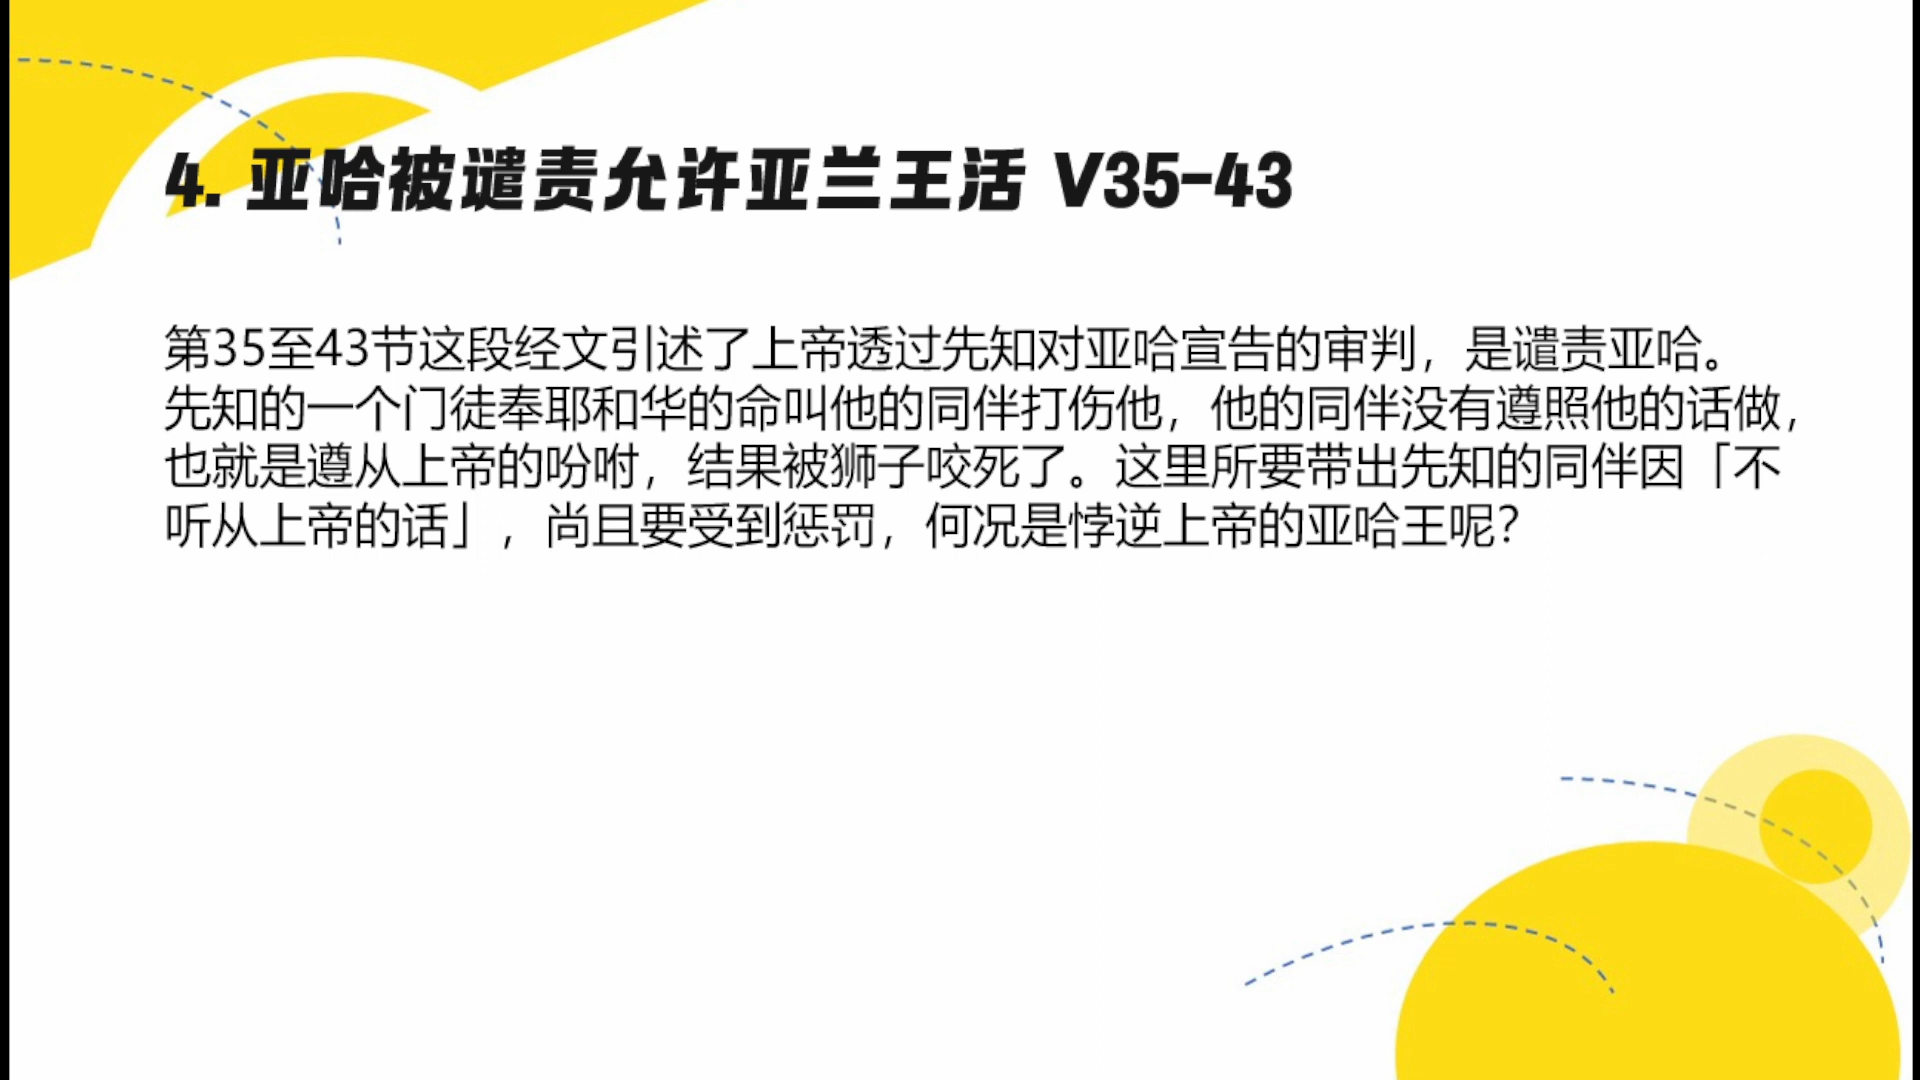 4. 亚哈被谴责允许亚兰王活 V35-43
第35至43节这段经文引述了上帝透过先知对亚哈宣告的审判，是谴责亚哈。
先知的一个门徒奉耶和华的命叫他的同伴打伤他，他的同伴没有遵照他的话做，
也就是遵从上帝的吩咐，结果被狮子咬死了。这里所要带出先知的同伴因「不
听从上帝的话」，尚且要受到惩罚，何况是悖逆上帝的亚哈王呢？